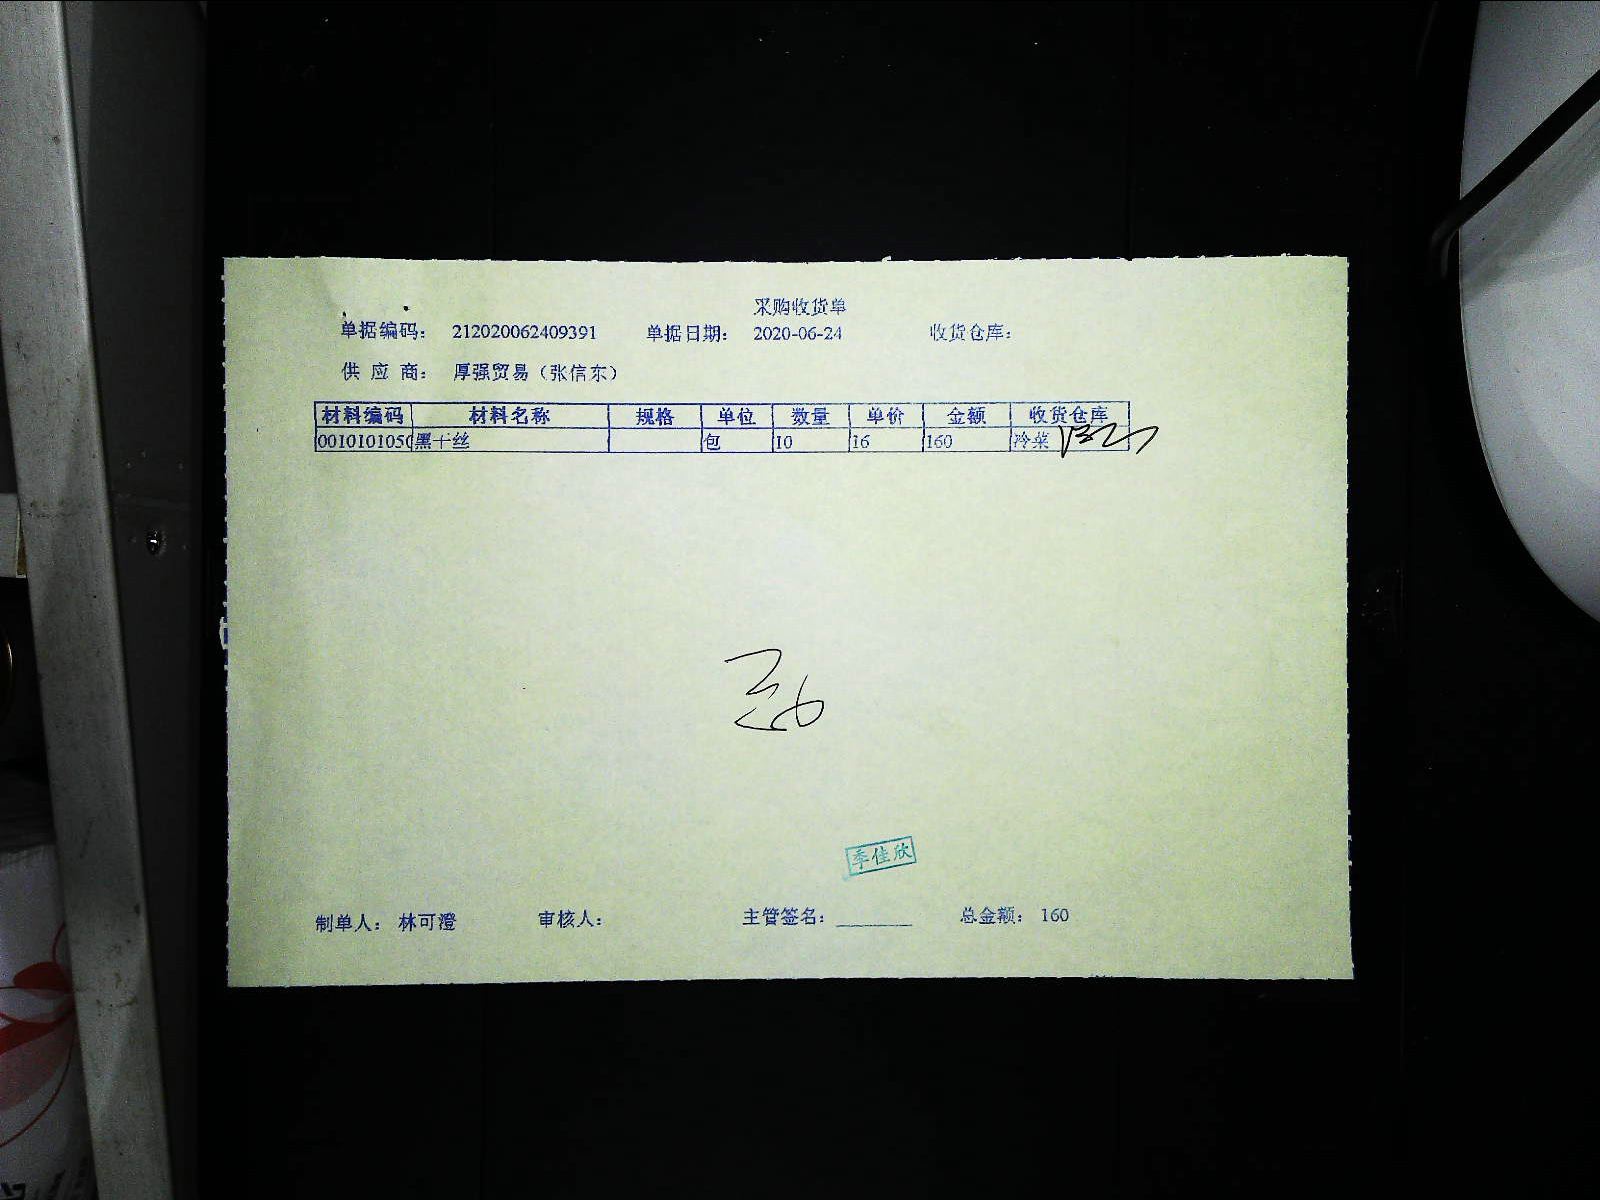 采购收货单
单据编码： 212020062409391 单据日期： 2020-06-24 收货仓库：
供 应 商： 厚强贸易（张信东）
材料编码 材料名称 规格 单位 数量 单价 金额 收货仓库
0010101050 黑干丝 包 10 16 160 冷菜
季佳欣
制单人： 林可澄 审核人： 主管签名： 总金额： 160